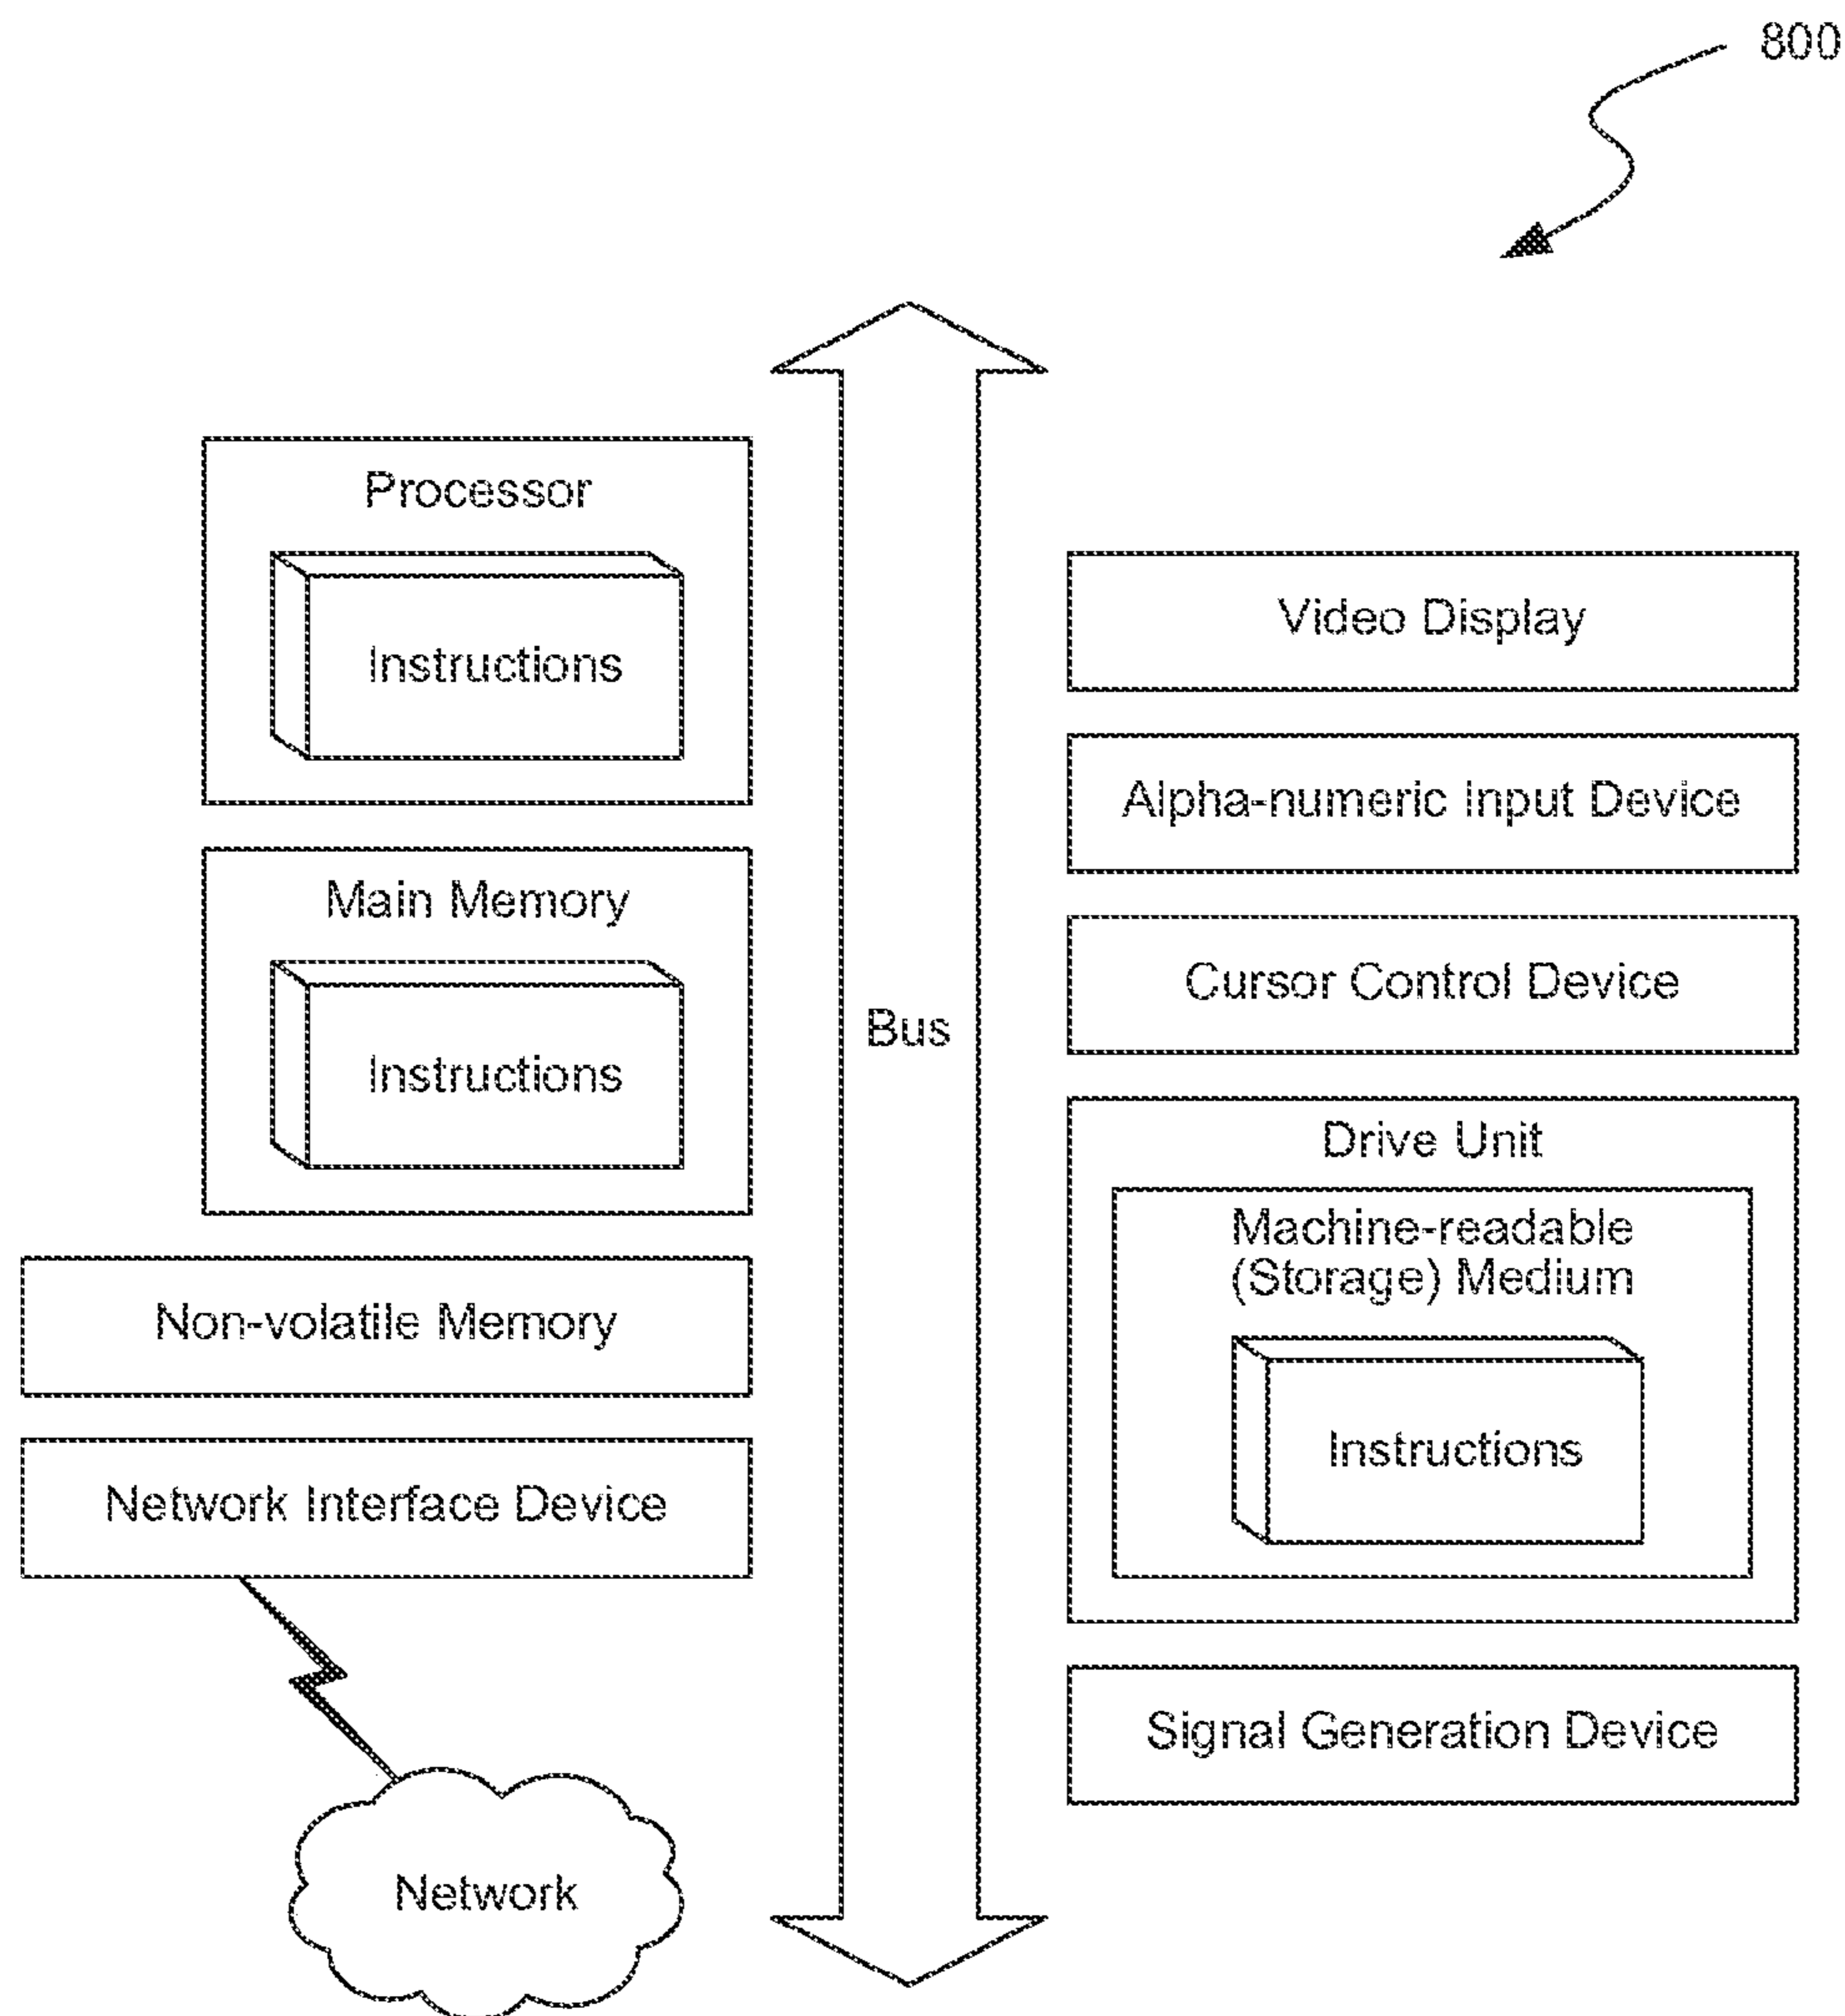 800
Processor
Instructions
Main Memory
Instructions
Non-volatile Memory
Network Interface Device
Network
Bus
Video Display
Alpha-numeric Input Device
Cursor Control Device
Drive Unit
Machine-readable
(Storage) Medium
Instructions
Signal Generation Device